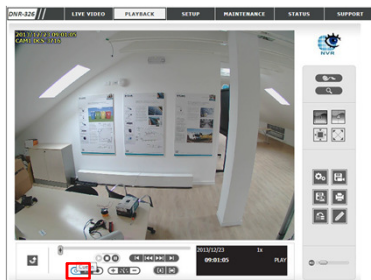 DNR-326 LIVE VIDEO PLAYBACK SETUP MAINTENANCE STATUS SUPPORT
NVR
2013/12/23 1x
09:01:05 PLAY